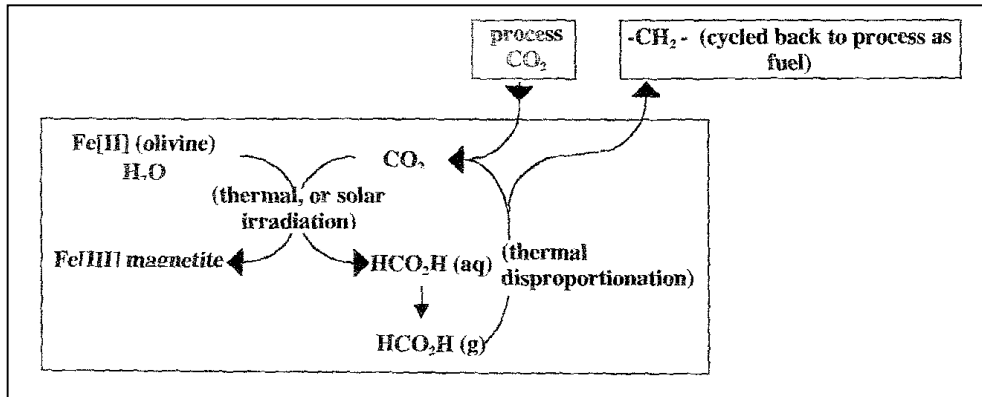 process
CO₂
-CH₂ - (cycled back to process as
fuel)
Fe[II] (olivine)
H₂O
CO₂
(thermal, or solar
irradiation)
Fe[III] magnetite
HCO₂H (aq)
(thermal
disproportionation)
HCO₂H (g)